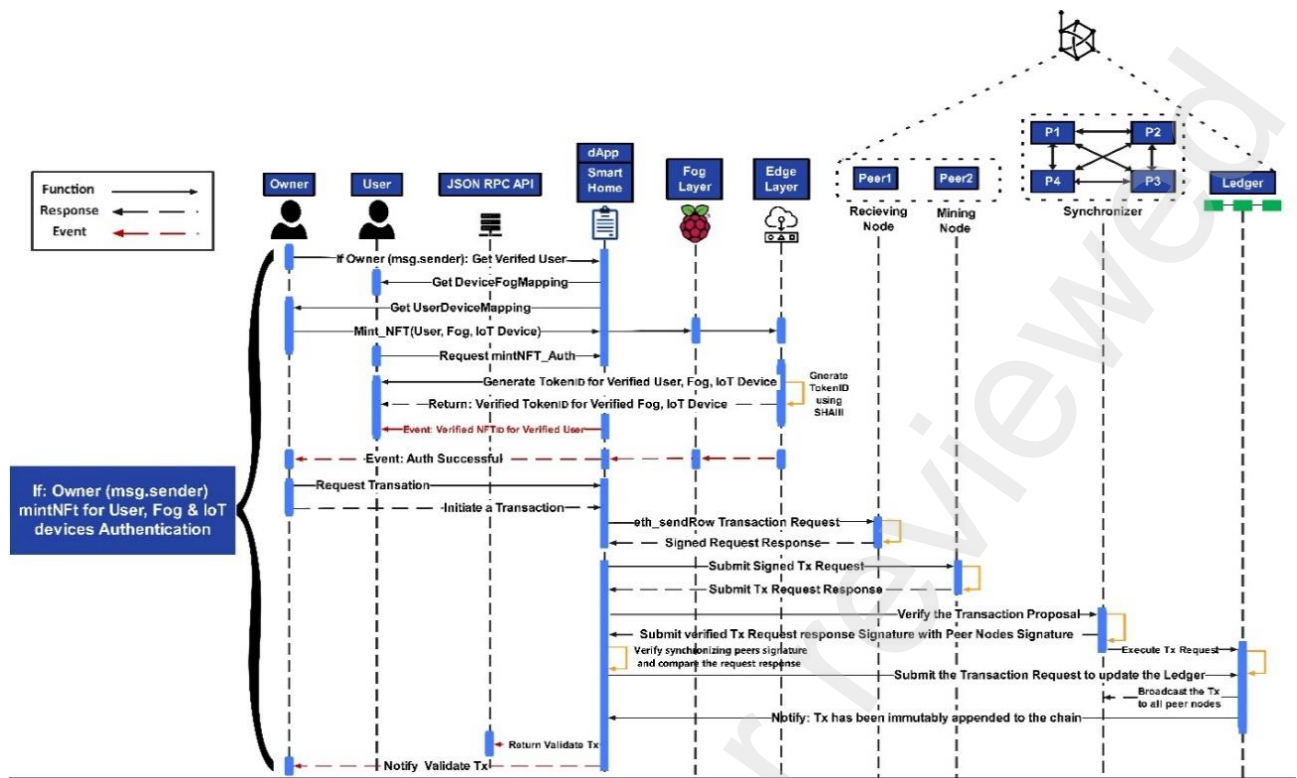 P1
P2
P4
P3
Synchronizer
Function
Response
Event
Owner
User
JSON RPC API
dApp
Smart
Home
Fog
Layer
Edge
Layer
Peer1
Peer2
Recieving
Node
Mining
Node
Ledger
If Owner (msg.sender): Get Verifed User
Get DeviceFogMapping
Get UserDeviceMapping
Mint_NFT(User, Fog, IoT Device)
Request mintNFT_Auth
Generate TokenID for Verified User, Fog, IoT Device
Gnerate
TokenID
using
SHAIII
Return: Verified TokenID for Verified Fog, IoT Device
Event: Verified NFTID for Verified User
Event: Auth Successful
If: Owner (msg.sender)
mintNFt for User, Fog & IoT
devices Authentication
Request Transation
Initiate a Transaction
eth_sendRow Transaction Request
Signed Request Response
Submit Signed Tx Request
Submit Tx Request Response
Verify the Transaction Proposal
Submit verified Tx Request response Signature with Peer Nodes Signature
Verify synchronizing peers signature
and compare the request response
Execute Tx Request
Submit the Transaction Request to update the Ledger
Broadcast the Tx
to all peer nodes
Notify: Tx has been immutably appended to the chain
Return Validate Tx
Notify Validate Tx
r reviewed